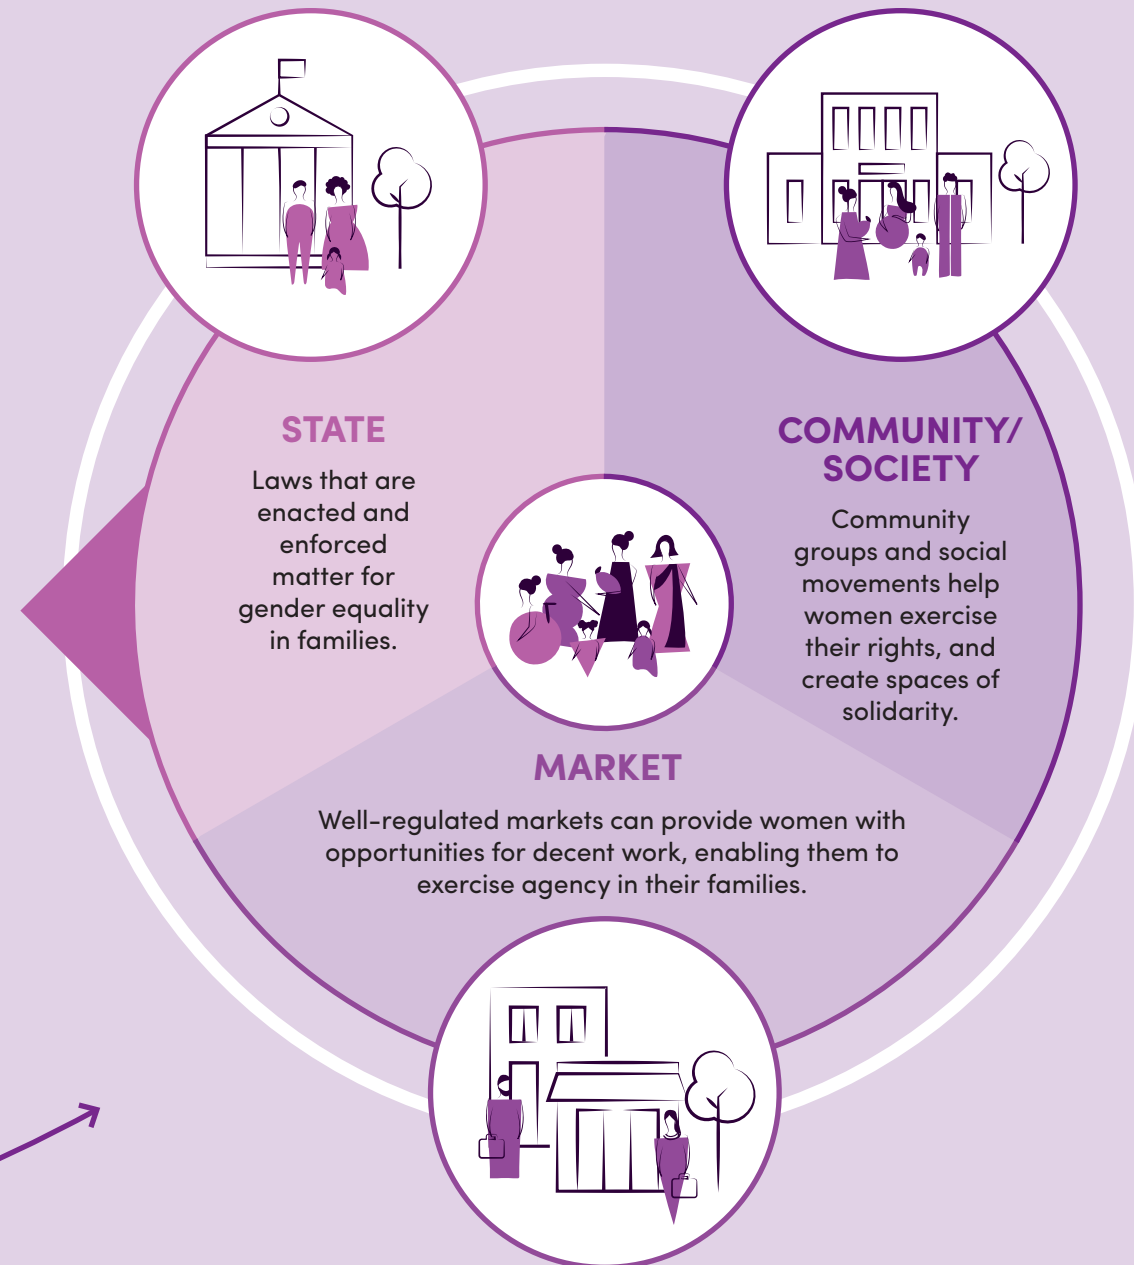 STATE
Laws that are
enacted and
enforced
matter for
gender equality
in families.
COMMUNITY/
SOCIETY
Community
groups and social
movements help
women exercise
their rights, and
create spaces of
solidarity.
MARKET
Well-regulated markets can provide women with
opportunities for decent work, enabling them to
exercise agency in their families.